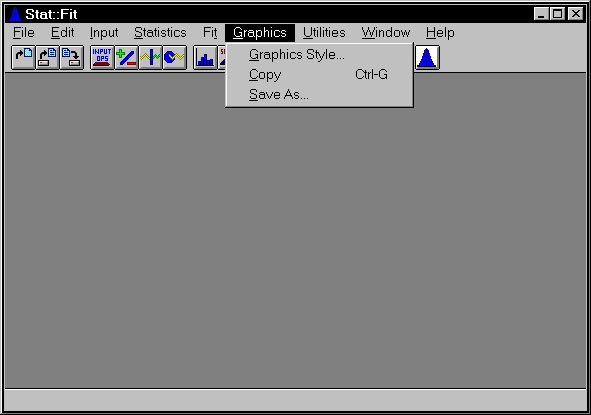 Stat::Fit
File Edit Input Statistics Fit Graphics Utilities Window Help
INPUT
OPS
Graphics Style...
Copy Ctrl-G
Save As...